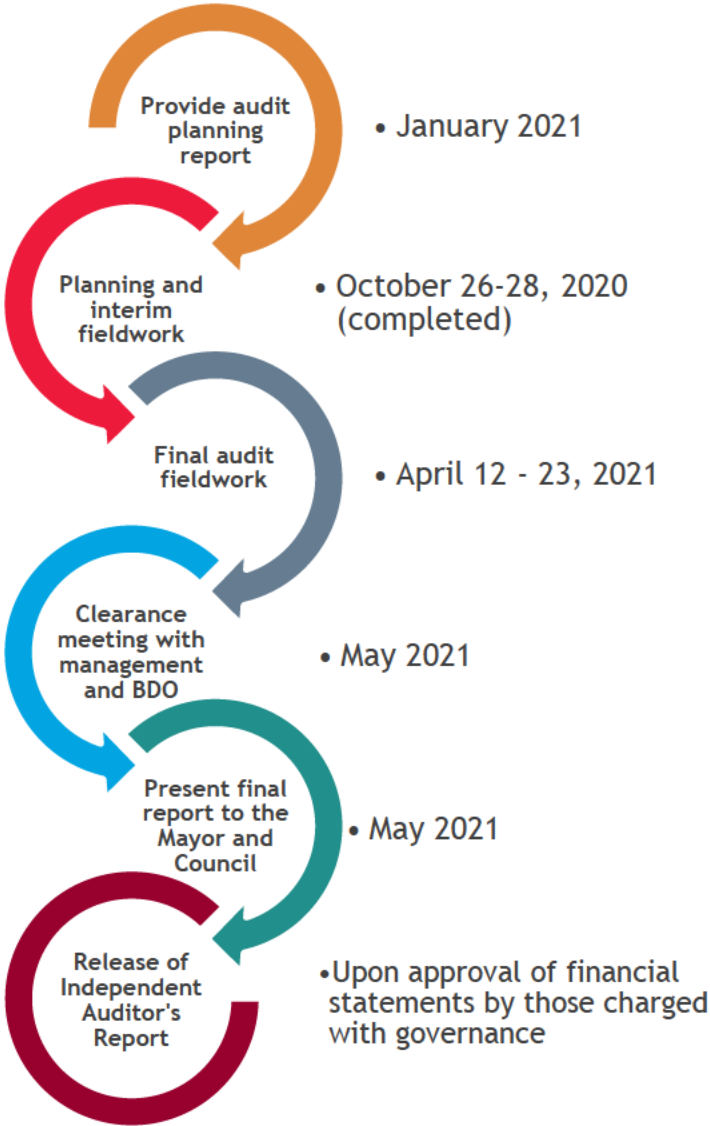 Provide audit
planning
report
• January 2021
Planning and
interim
fieldwork
• October 26-28, 2020
(completed)
Final audit
fieldwork
• April 12 - 23, 2021
Clearance
meeting with
management
and BDO
• May 2021
Present final
report to the
Mayor and
Council
• May 2021
Release of
Independent
Auditor's
Report
•Upon approval of financial
statements by those charged
with governance